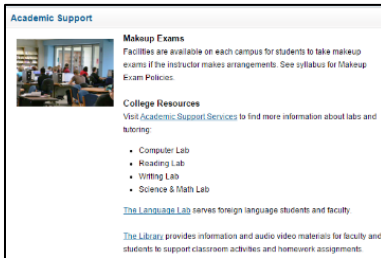 Academic Support
Makeup Exams
Facilities are available on each campus for students to take makeup
exams if the instructor makes arrangements. See syllabus for Makeup
Exam Policies.
College Resources
Visit Academic Support Services to find more information about labs and
tutoring:
• Computer Lab
• Reading Lab
• Writing Lab
• Science & Math Lab
The Language Lab serves foreign language students and faculty.
The Library provides information and audio video materials for faculty and
students to support classroom activities and homework assignments.